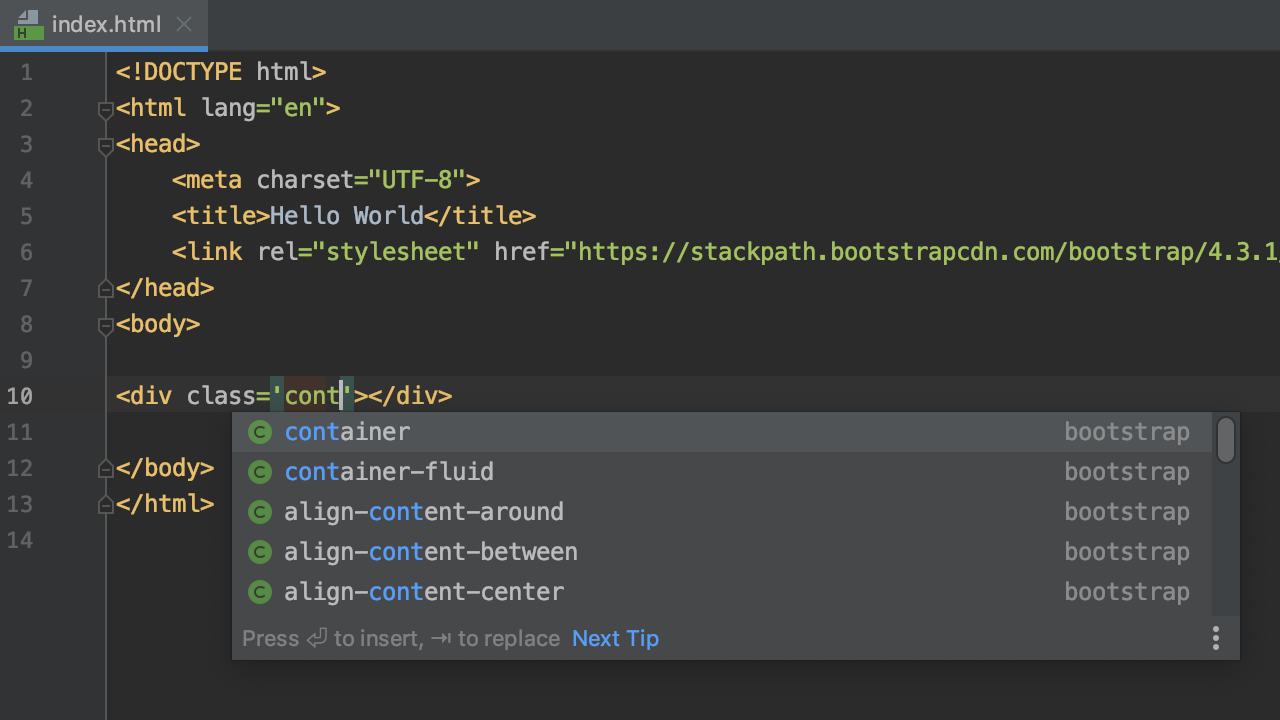 index.html
1 <!DOCTYPE html>
2 <html lang="en">
3 <head>
4 <meta charset="UTF-8">
5 <title>Hello World</title>
6 <link rel="stylesheet" href="https://stackpath.bootstrapcdn.com/bootstrap/4.3.1/
7 </head>
8 <body>
9
10 <div class='cont'></div>
11
C container bootstrap
C container-fluid bootstrap
C align-content-around bootstrap
C align-content-between bootstrap
C align-content-center bootstrap
Press ⏎ to insert, ⇥ to replace Next Tip
12 </body>
13 </html>
14